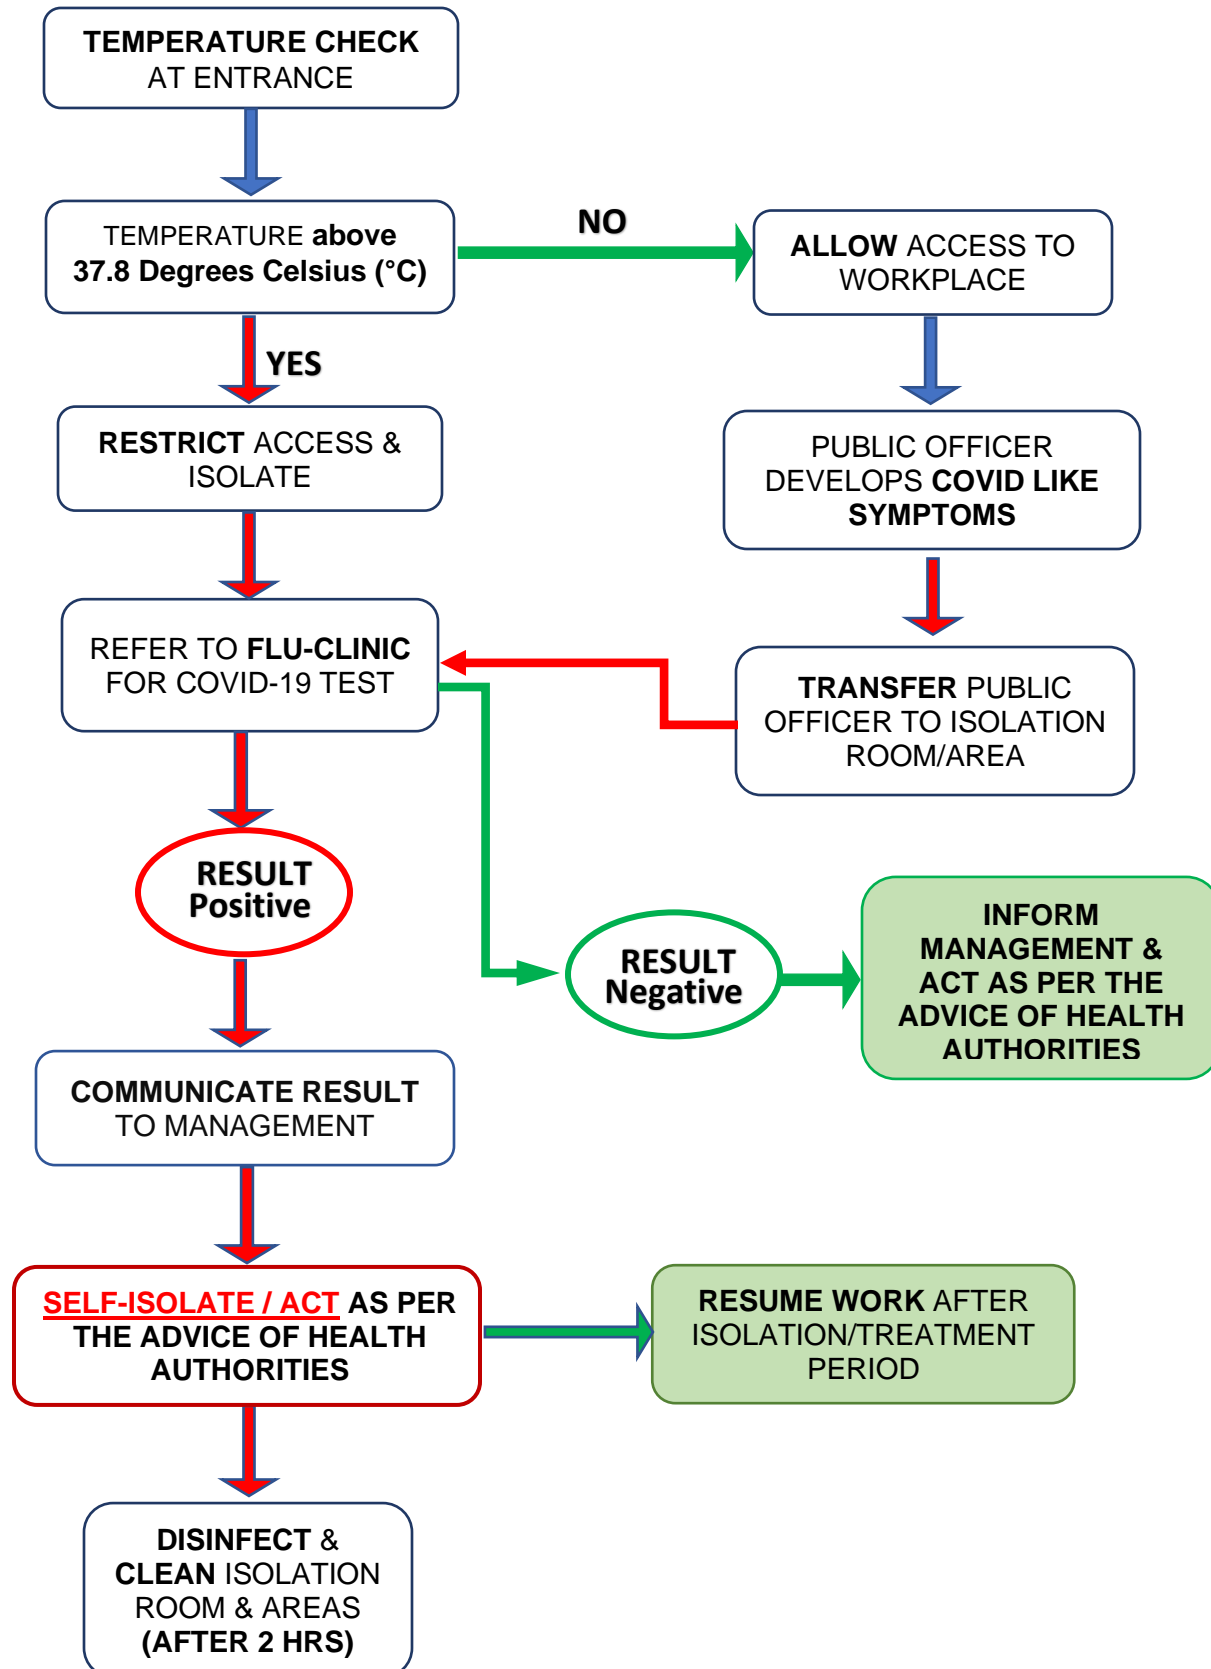 TEMPERATURE CHECK
AT ENTRANCE
TEMPERATURE above
37.8 Degrees Celsius (°C)
NO
ALLOW ACCESS TO
WORKPLACE
YES
RESTRICT ACCESS &
ISOLATE
PUBLIC OFFICER
DEVELOPS COVID LIKE
SYMPTOMS
REFER TO FLU-CLINIC
FOR COVID-19 TEST
TRANSFER PUBLIC
OFFICER TO ISOLATION
ROOM/AREA
RESULT
Positive
RESULT
Negative
INFORM
MANAGEMENT &
ACT AS PER THE
ADVICE OF HEALTH
AUTHORITIES
COMMUNICATE RESULT
TO MANAGEMENT
SELF-ISOLATE / ACT AS PER
THE ADVICE OF HEALTH
AUTHORITIES
RESUME WORK AFTER
ISOLATION/TREATMENT
PERIOD
DISINFECT &
CLEAN ISOLATION
ROOM & AREAS
(AFTER 2 HRS)